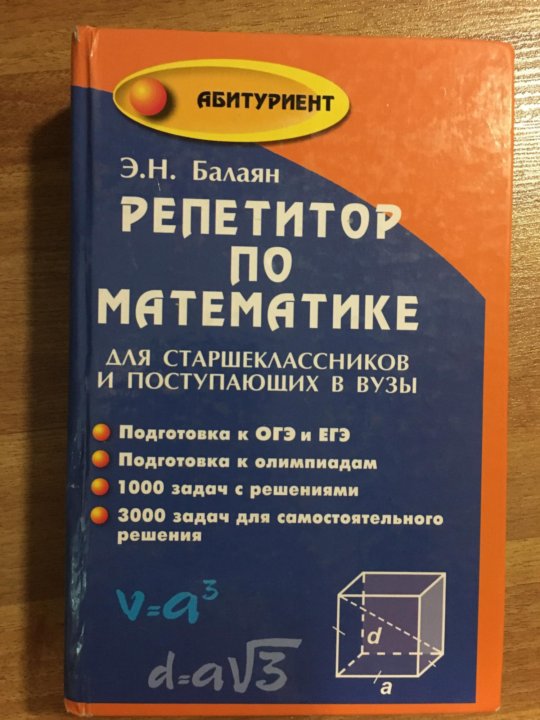 АБИТУРИЕНТ
Э.Н. Балаян
РЕПЕТИТОР
ПО
МАТЕМАТИКЕ
ДЛЯ СТАРШЕКЛАССНИКОВ
И ПОСТУПАЮЩИХ В ВУЗЫ
Подготовка к ОГЭ и ЕГЭ
Подготовка к олимпиадам
1000 задач с решениями
3000 задач для самостоятельного
решения
v=a³
d=a√3
d
a